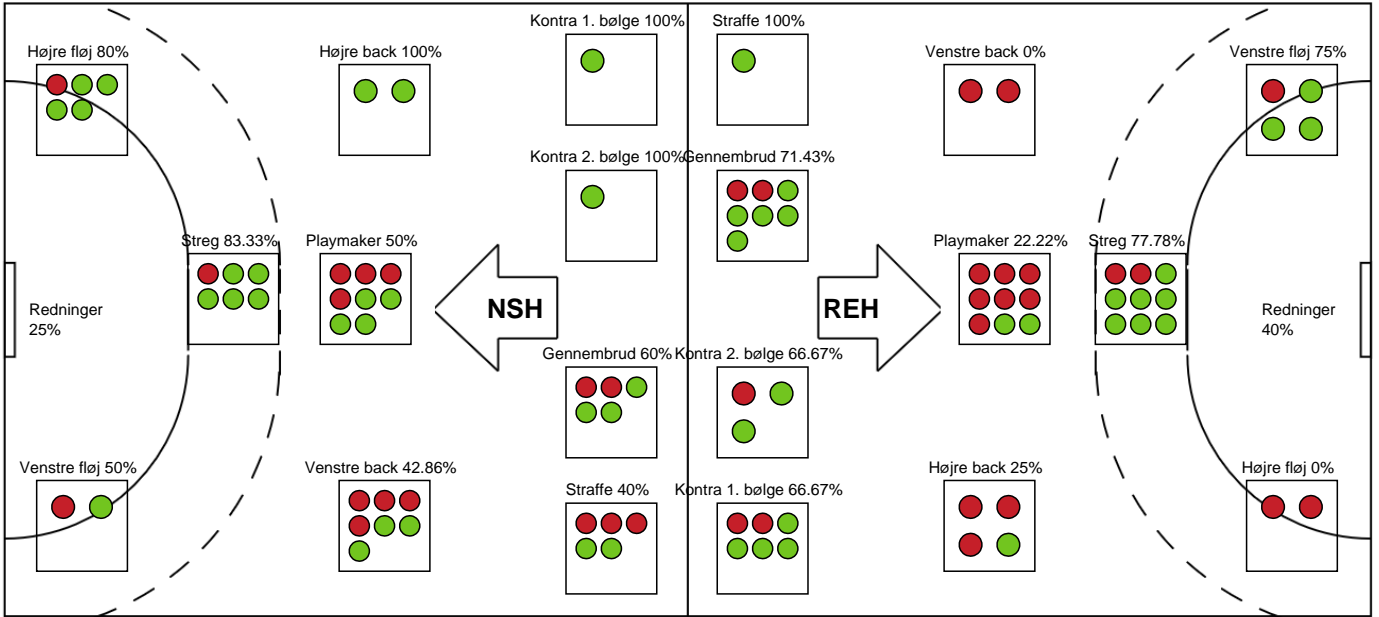 Kontra 1. bølge 100%
Straffe 100%
Højre fløj 80%
Højre back 100%
Venstre back 0%
Venstre fløj 75%
Kontra 2. bølge 100%
Gennembrud 71.43%
Streg 83.33%
Playmaker 50%
Playmaker 22.22%
Streg 77.78%
Redninger
25%
NSH
REH
Redninger
40%
Gennembrud 60%
Kontra 2. bølge 66.67%
Venstre fløj 50%
Venstre back 42.86%
Straffe 40%
Kontra 1. bølge 66.67%
Højre back 25%
Højre fløj 0%